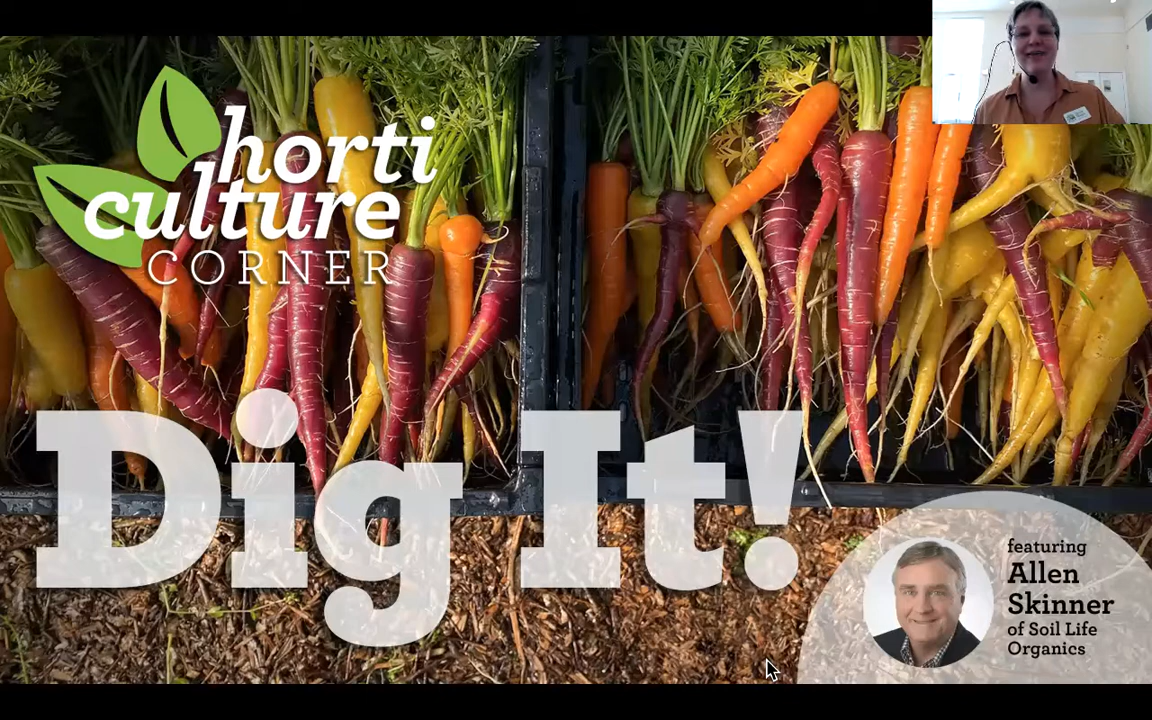 horti
culture
CORNER
Dig It!
featuring
Allen
Skinner
of Soil Life
Organics